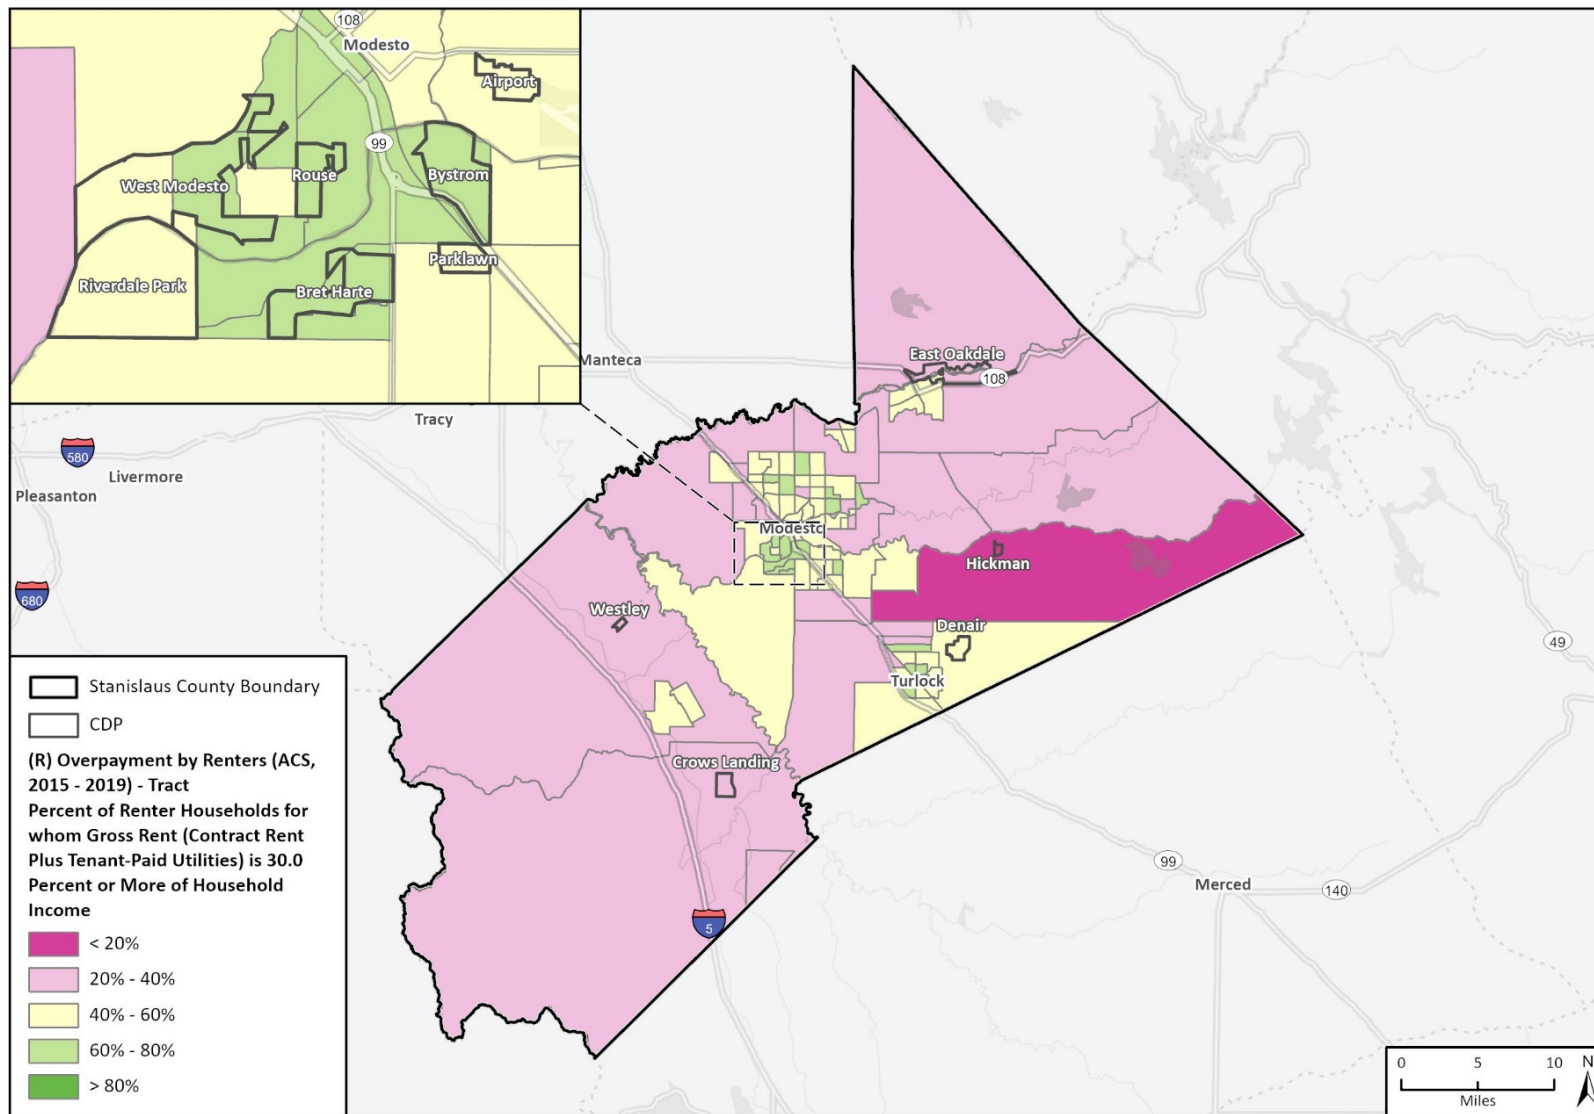 108
Modesto
Airport
99
West Modesto
Rouse
Bystrom
Parklawn
Riverdale Park
Bret Harte
Manteca
East Oakdale
108
Tracy
580
Livermore
Pleasanton
Modesto
Hickman
680
Westley
Denair
49
Turlock
Crows Landing
99
Merced
140
5
Stanislaus County Boundary
CDP
(R) Overpayment by Renters (ACS,
2015 - 2019) - Tract
Percent of Renter Households for
whom Gross Rent (Contract Rent
Plus Tenant-Paid Utilities) is 30.0
Percent or More of Household
Income
< 20%
20% - 40%
40% - 60%
60% - 80%
> 80%
0 5 10
Miles
N